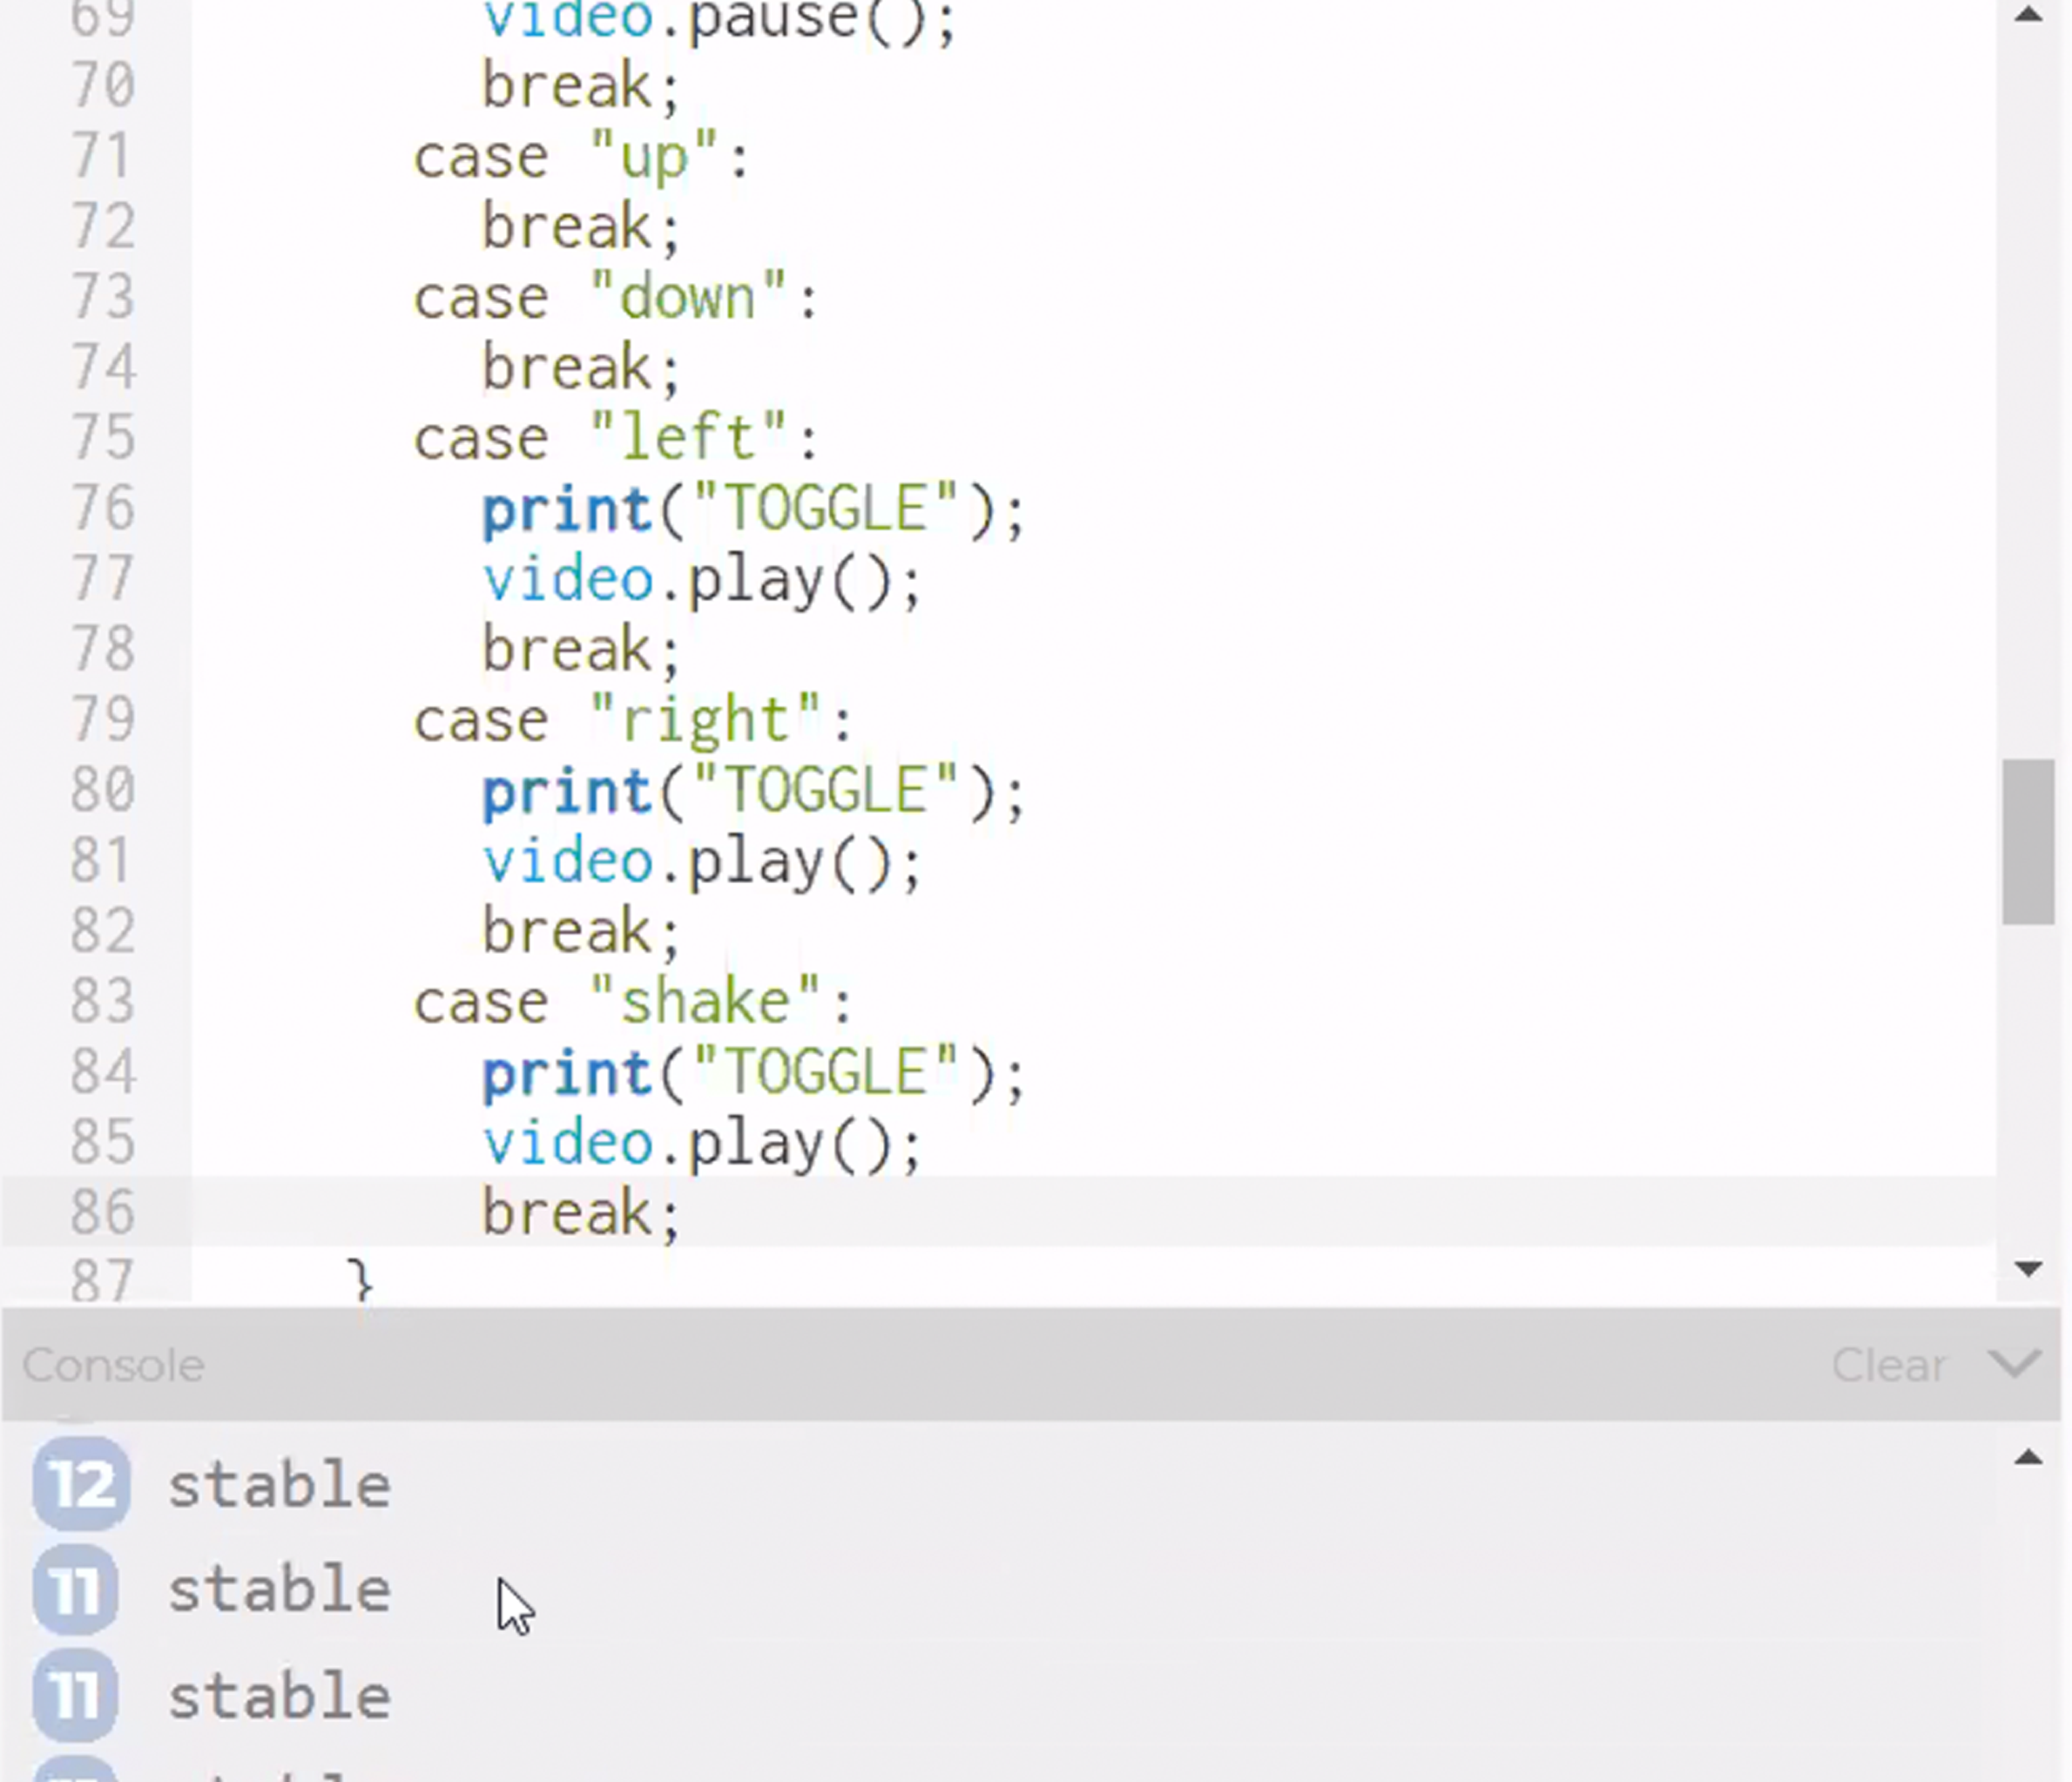 69 video.pause();
70 break;
71 case "up":
72 break;
73 case "down":
74 break;
75 case "left":
76 print("TOGGLE");
77 video.play();
78 break;
79 case "right":
80 print("TOGGLE");
81 video.play();
82 break;
83 case "shake":
84 print("TOGGLE");
85 video.play();
86 break;
87 }
Console Clear
12 stable
11 stable
11 stable